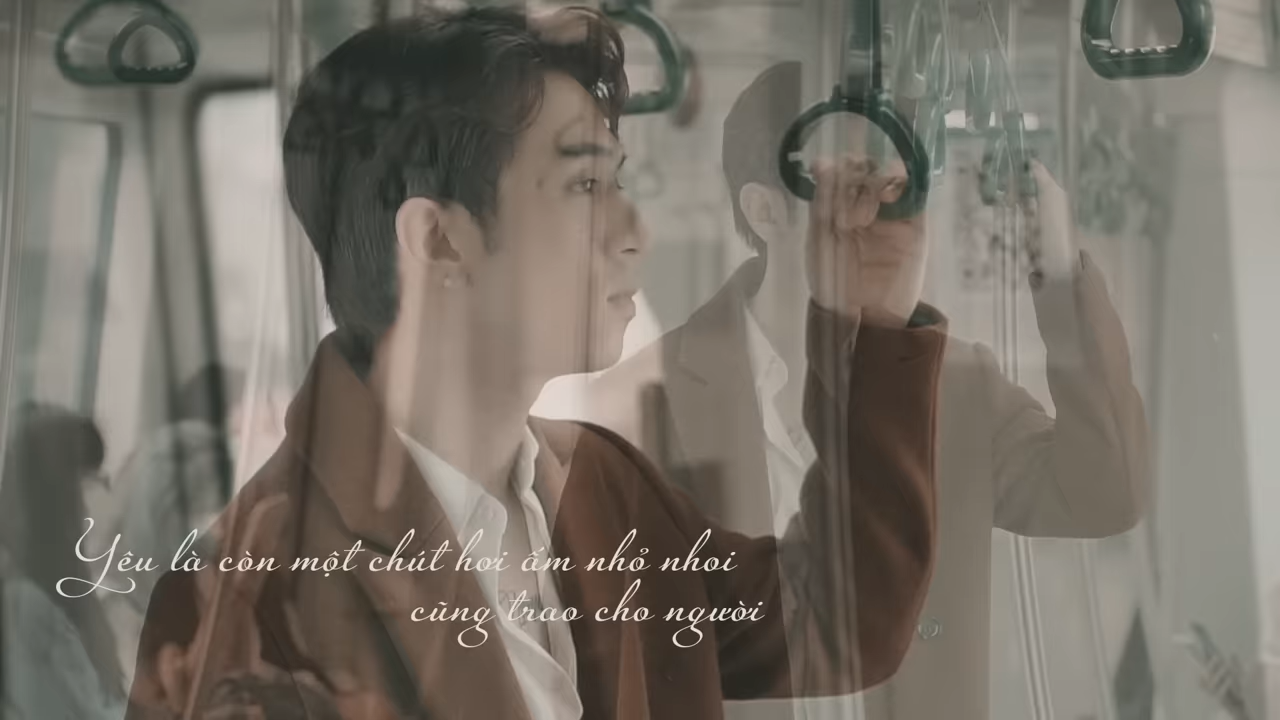 Yêu là còn một chút hơi ấm nhỏ nhoi
cũng trao cho người